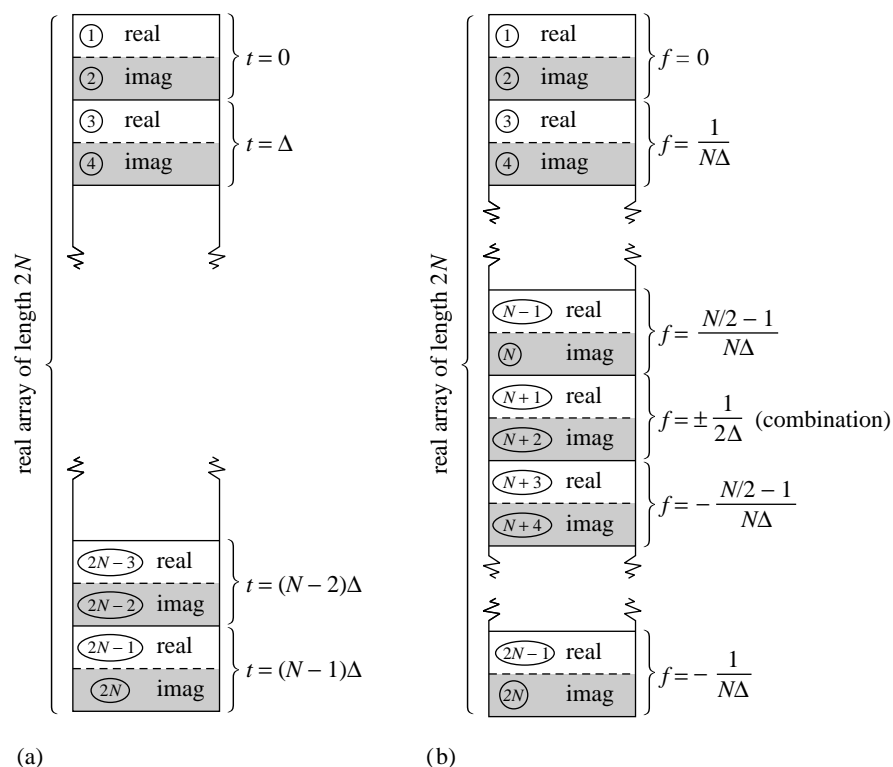 real array of length 2N
1 real
2 imag
t = 0
3 real
4 imag
t = Δ
2N − 3 real
2N − 2 imag
t = (N − 2)Δ
2N − 1 real
2N imag
t = (N − 1)Δ
(a)
real array of length 2N
1 real
2 imag
f = 0
3 real
4 imag
f = 1/NΔ
N − 1 real
N imag
f = N/2 − 1/NΔ
N + 1 real
N + 2 imag
f = ± 1/2Δ (combination)
N + 3 real
N + 4 imag
f = − N/2 − 1/NΔ
2N − 1 real
2N imag
f = − 1/NΔ
(b)